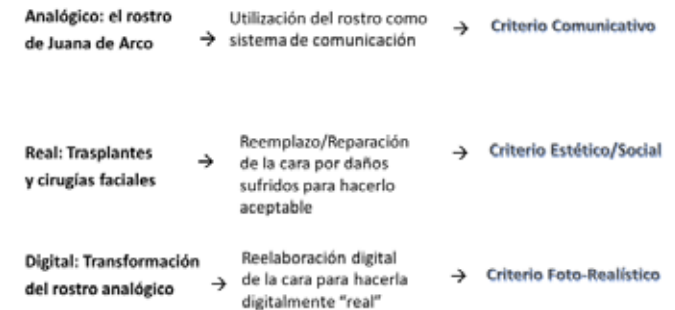 Analógico: el rostro
de Juana de Arco
→
Utilización del rostro como
sistema de comunicación
→
Criterio Comunicativo
Real: Trasplantes
y cirugías faciales
→
Reemplazo/Reparación
de la cara por daños
sufridos para hacerlo
aceptable
→
Criterio Estético/Social
Digital: Transformación
del rostro analógico
→
Reelaboración digital
de la cara para hacerla
digitalmente “real”
→
Criterio Foto-Realístico